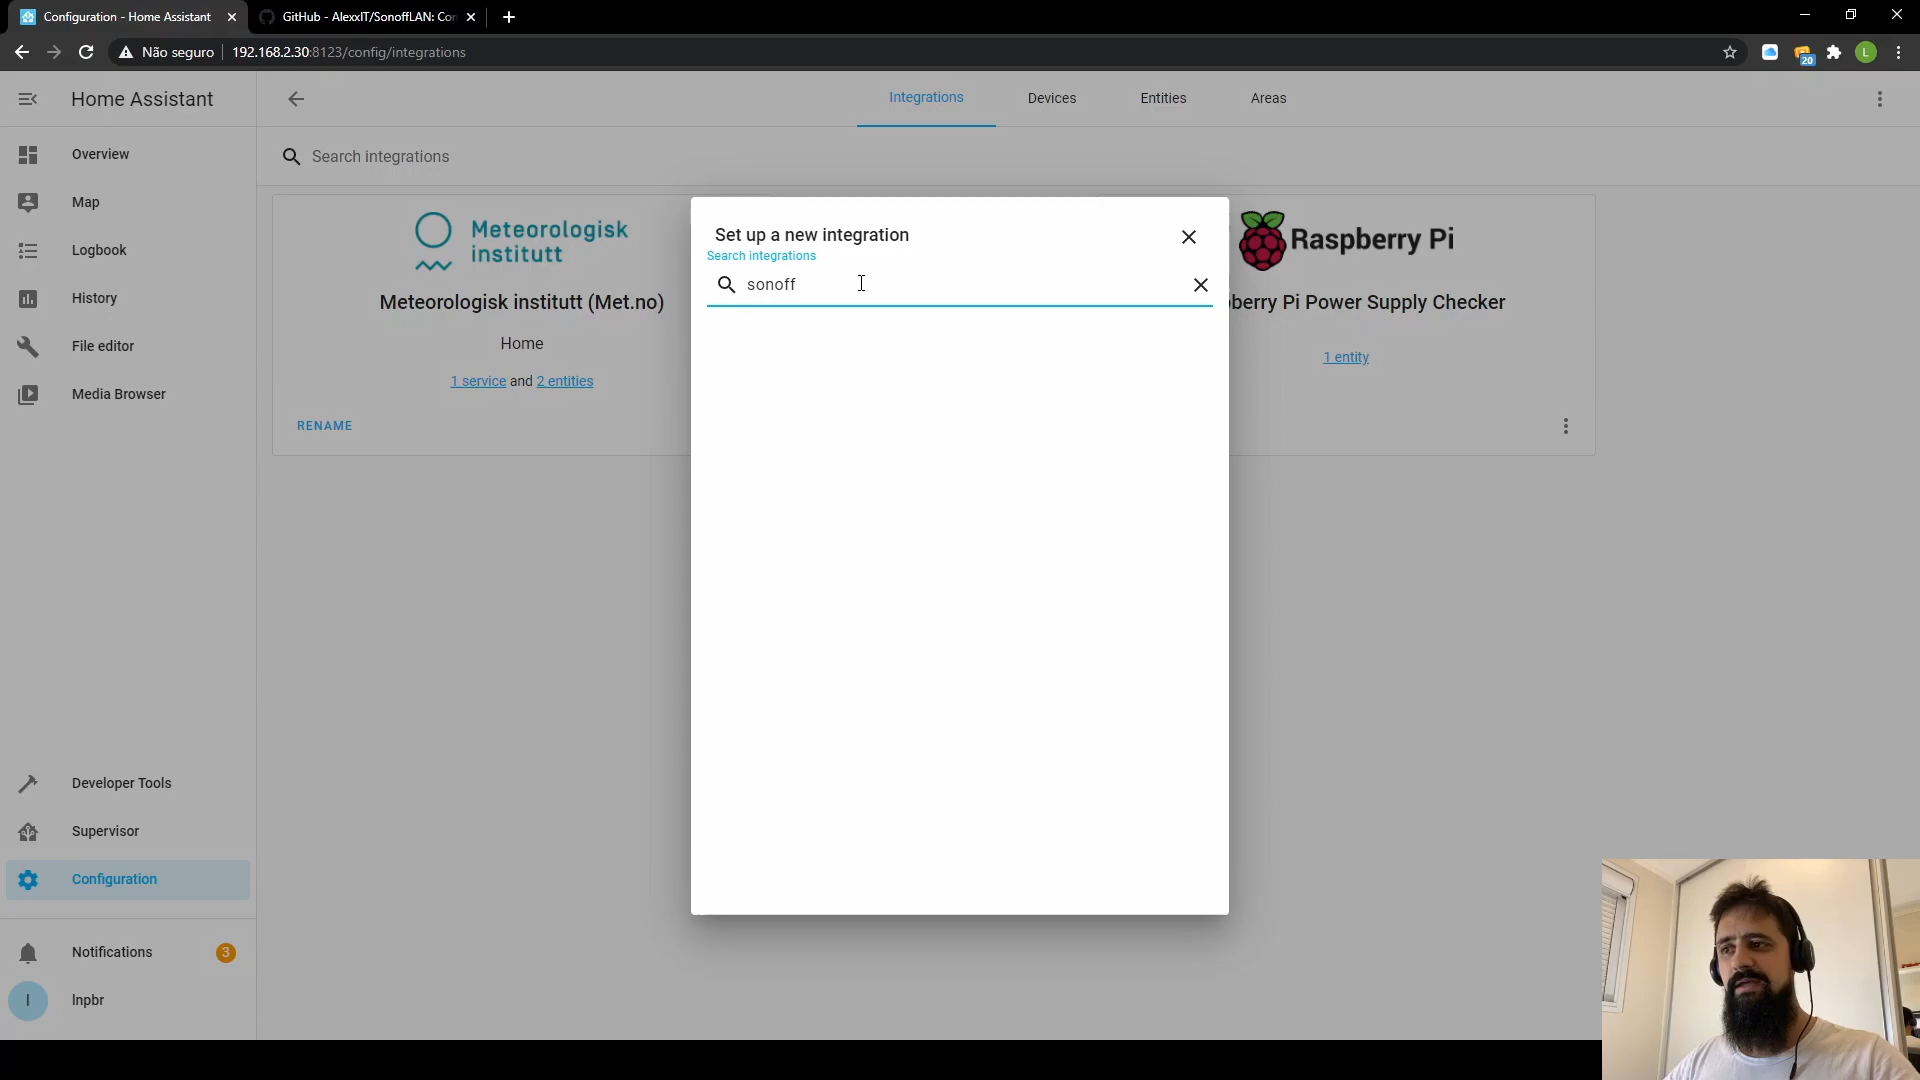 Configuration - Home Assistant
GitHub - AlexxIT/SonoffLAN: Con
Não seguro
192.168.2.30:8123/config/integrations
20
L
Home Assistant
Integrations
Devices
Entities
Areas
Overview
Map
Logbook
History
File editor
Media Browser
Developer Tools
Supervisor
Configuration
Notifications
3
l
lnpbr
Search integrations
Meteorologisk
institutt
Meteorologisk institutt (Met.no)
Home
1 service and 2 entities
RENAME
Set up a new integration
Search integrations
sonoff
Raspberry Pi
berry Pi Power Supply Checker
1 entity